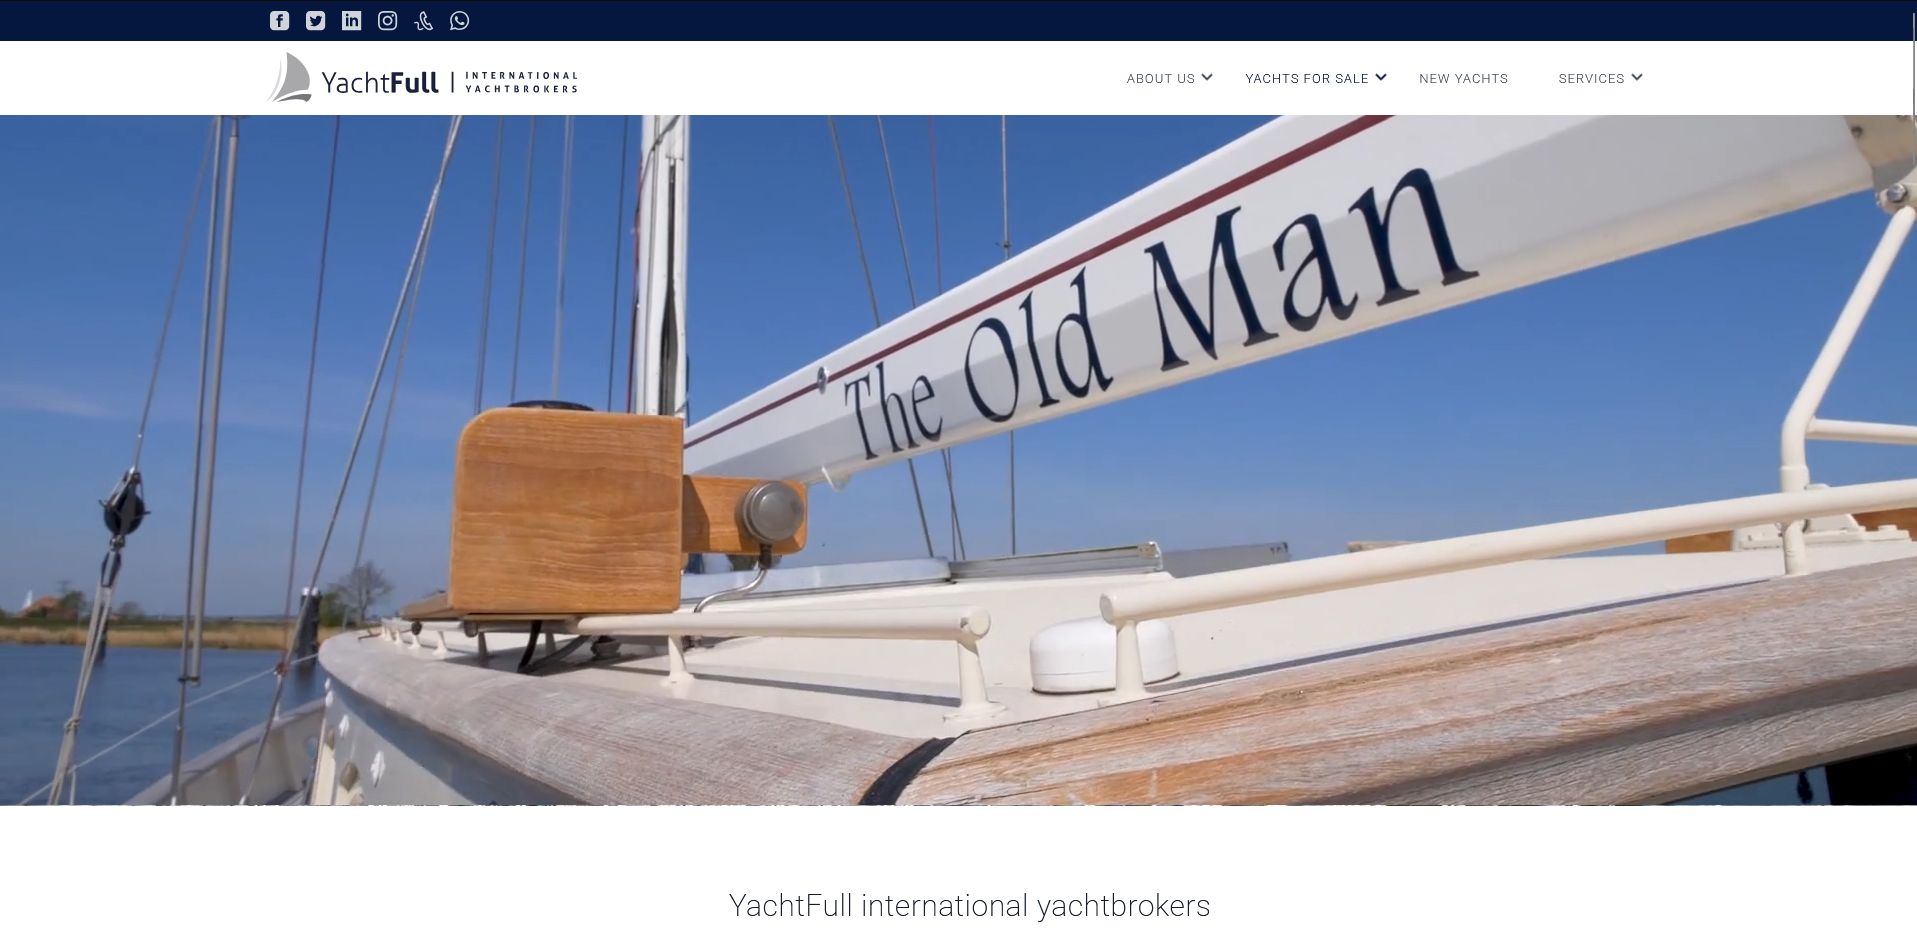 YachtFull | INTERNATIONAL YACHTBROKERS
ABOUT US
YACHTS FOR SALE
NEW YACHTS
SERVICES
The Old Man
YachtFull international yachtbrokers